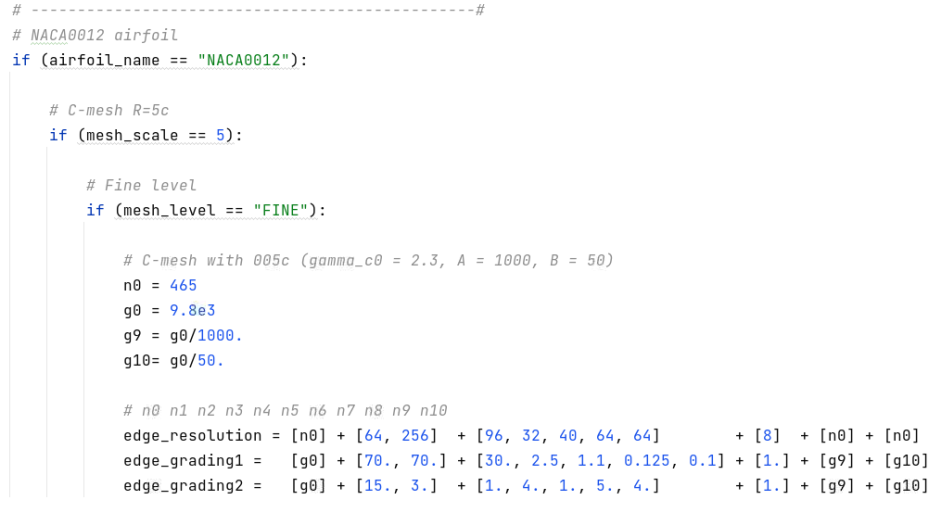 # -------------------------------------------------#
# NACA0012 airfoil
if (airfoil_name == "NACA0012"):
# C-mesh R=5c
if (mesh_scale == 5):
# Fine level
if (mesh_level == "FINE"):
# C-mesh with 005c (gamma_c0 = 2.3, A = 1000, B = 50)
n0 = 465
g0 = 9.8e3
g9 = g0/1000.
g10= g0/50.
# n0 n1 n2 n3 n4 n5 n6 n7 n8 n9 n10
edge_resolution = [n0] + [64, 256]  + [96, 32, 40, 64, 64]        + [8]  + [n0] + [n0]
edge_grading1 =   [g0] + [70., 70.] + [30., 2.5, 1.1, 0.125, 0.1] + [1.] + [g9] + [g10]
edge_grading2 =   [g0] + [15., 3.]  + [1., 4., 1., 5., 4.]        + [1.] + [g9] + [g10]